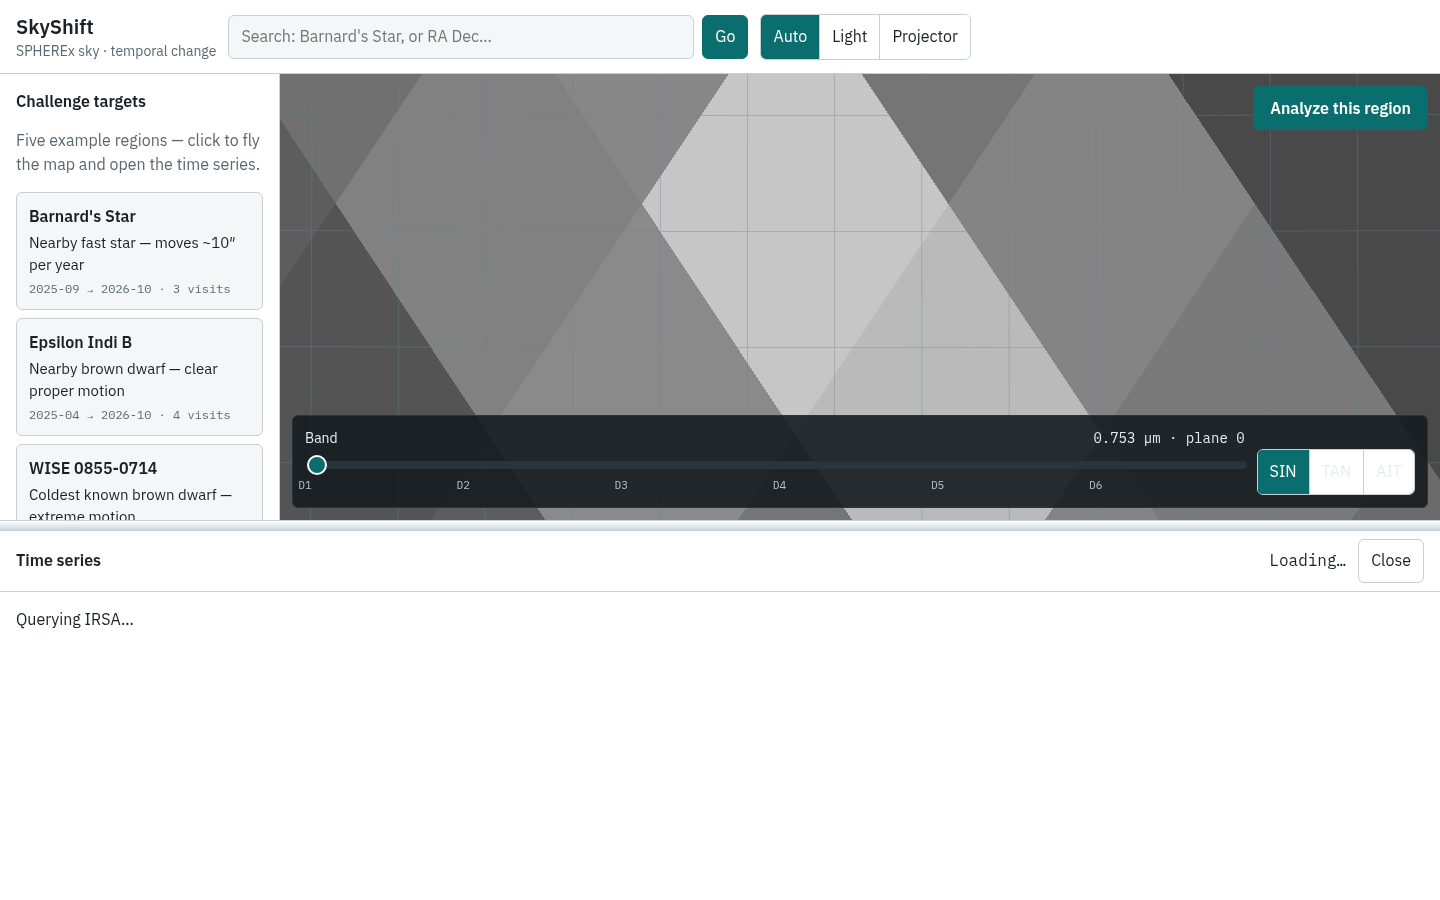 SkyShift
SPHEREx sky · temporal change
Search: Barnard's Star, or RA Dec...
Go
Auto
Light
Projector
Challenge targets
Five example regions — click to fly
the map and open the time series.
Barnard's Star
Nearby fast star — moves ~10″
per year
2025-09 → 2026-10 · 3 visits
Epsilon Indi B
Nearby brown dwarf — clear
proper motion
2025-04 → 2026-10 · 4 visits
WISE 0855-0714
Coldest known brown dwarf —
extreme motion
Analyze this region
Band
0.753 µm · plane 0
D1
D2
D3
D4
D5
D6
SIN
TAN
AIT
Time series
Loading…
Close
Querying IRSA…